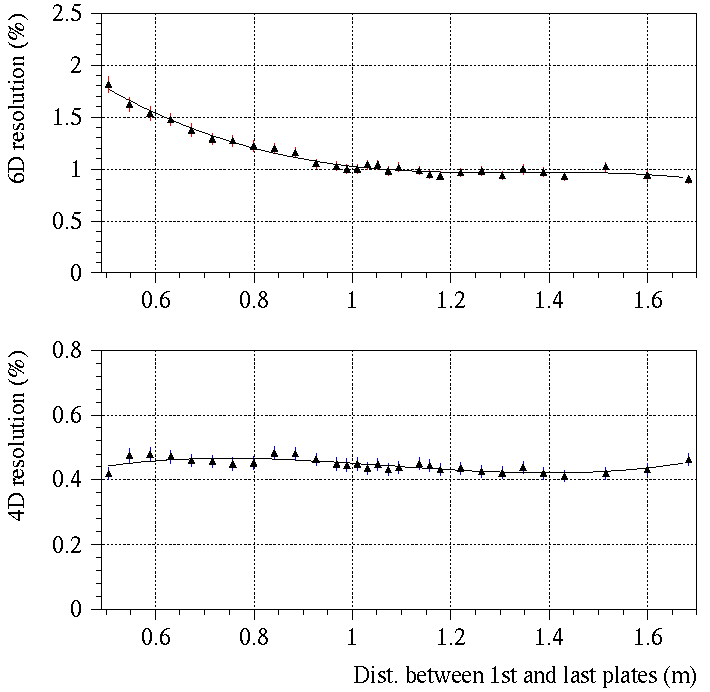 6D resolution (%)
2.5
2
1.5
1
0.5
0
0.6 0.8 1 1.2 1.4 1.6
4D resolution (%)
0.8
0.6
0.4
0.2
0
0.6 0.8 1 1.2 1.4 1.6
Dist. between 1st and last plates (m)